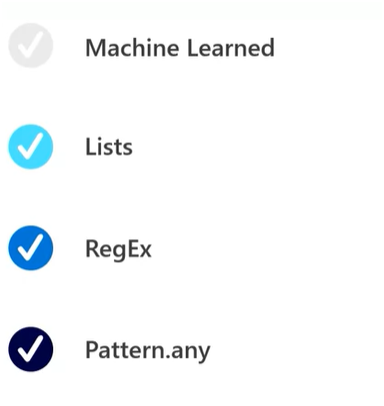 Machine Learned
Lists
RegEx
Pattern.any